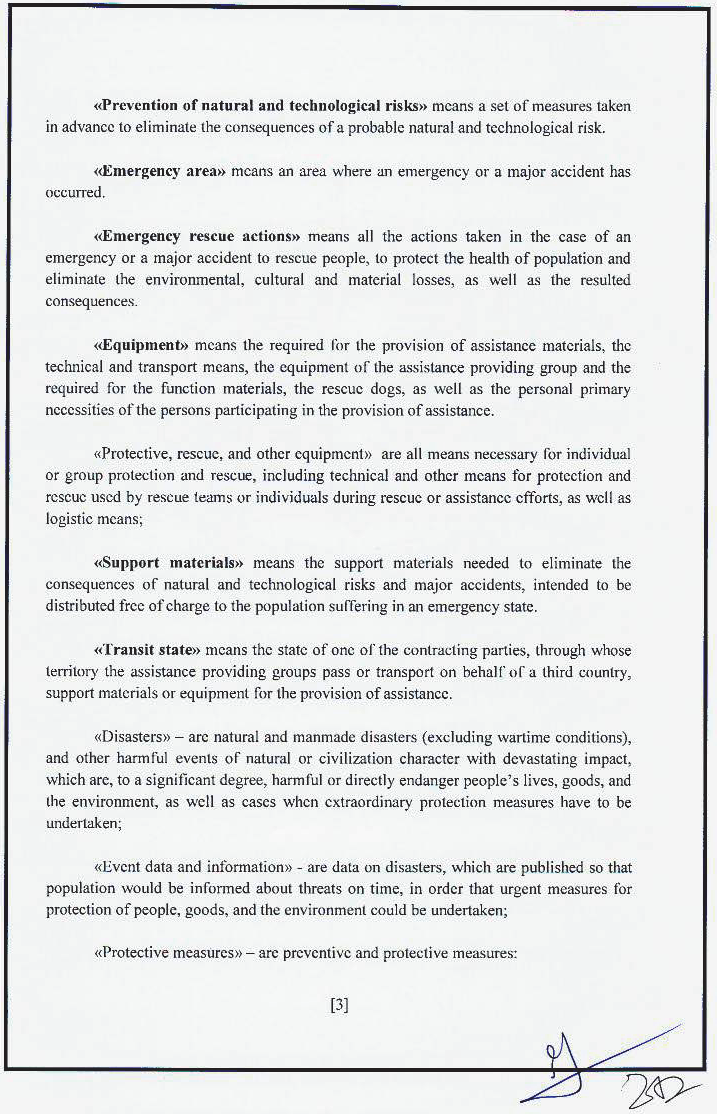 «Prevention of natural and technological risks» means a set of measures taken
in advance to eliminate the consequences of a probable natural and technological risk.
«Emergency area» means an area where an emergency or a major accident has
occurred.
«Emergency rescue actions» means all the actions taken in the case of an
emergency or a major accident to rescue people, to protect the health of population and
eliminate the environmental, cultural and material losses, as well as the resulted
consequences.
«Equipment» means the required for the provision of assistance materials, the
technical and transport means, the equipment of the assistance providing group and the
required for the function materials, the rescue dogs, as well as the personal primary
necessities of the persons participating in the provision of assistance.
«Protective, rescue, and other equipment» are all means necessary for individual
or group protection and rescue, including technical and other means for protection and
rescue used by rescue teams or individuals during rescue or assistance efforts, as well as
logistic means;
«Support materials» means the support materials needed to eliminate the
consequences of natural and technological risks and major accidents, intended to be
distributed free of charge to the population suffering in an emergency state.
«Transit state» means the state of one of the contracting parties, through whose
territory the assistance providing groups pass or transport on behalf of a third country,
support materials or equipment for the provision of assistance.
«Disasters» – are natural and manmade disasters (excluding wartime conditions),
and other harmful events of natural or civilization character with devastating impact,
which are, to a significant degree, harmful or directly endanger people's lives, goods, and
the environment, as well as cases when extraordinary protection measures have to be
undertaken;
«Event data and information» - are data on disasters, which are published so that
population would be informed about threats on time, in order that urgent measures for
protection of people, goods, and the environment could be undertaken;
«Protective measures» – are preventive and protective measures:
[3]